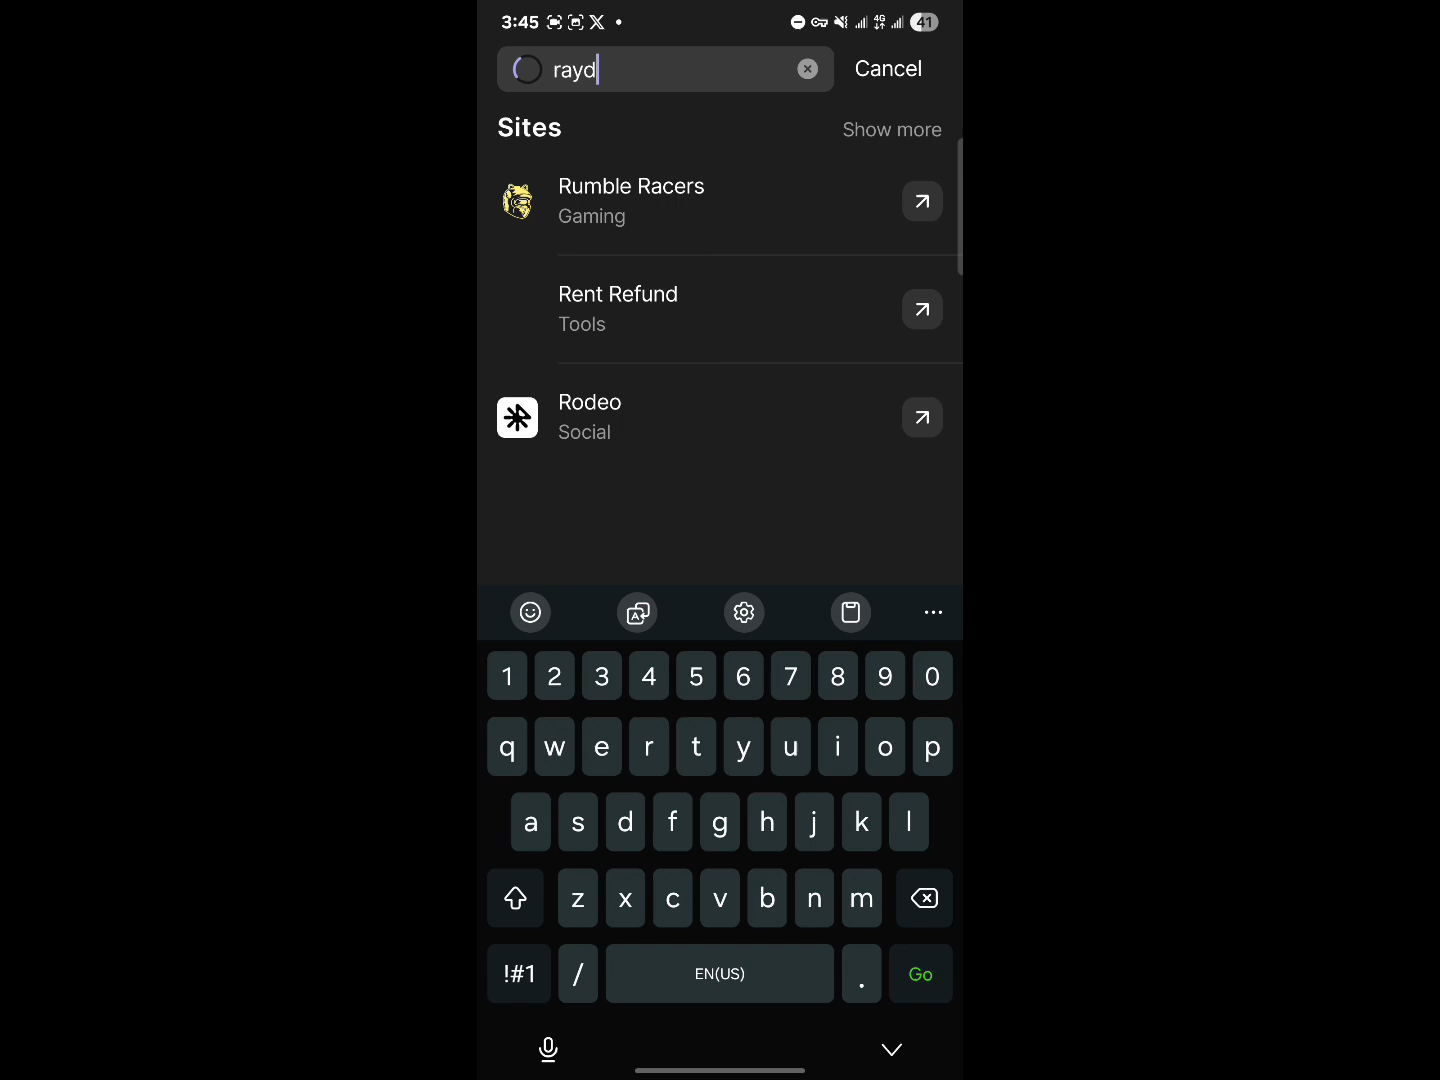 3:45 4G 41
rayd Cancel
Sites Show more
Rumble Racers
Gaming
Rent Refund
Tools
Rodeo
Social
1 2 3 4 5 6 7 8 9 0
q w e r t y u i o p
a s d f g h j k l
z x c v b n m
!#1 / EN(US) . Go